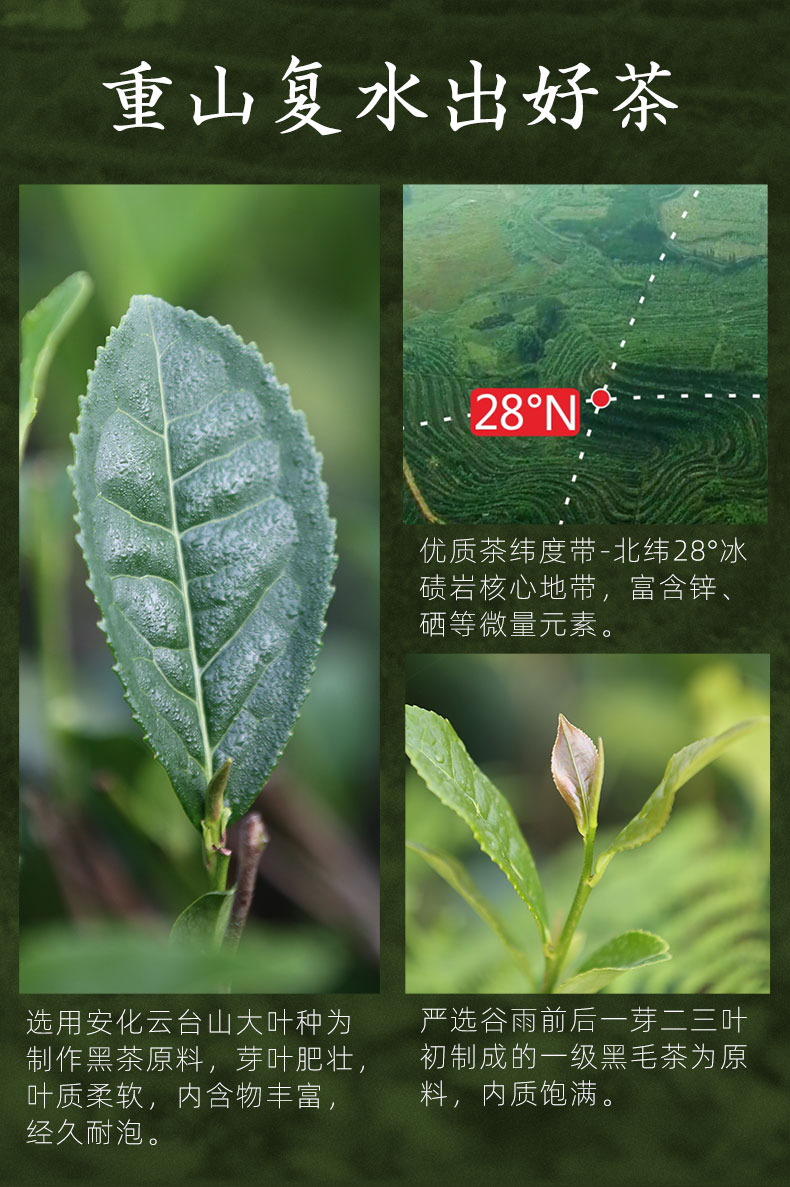 重山复水出好茶
28°N
优质茶纬度带-北纬28°冰
碛岩核心地带，富含锌、
硒等微量元素。
选用安化云台山大叶种为
制作黑茶原料，芽叶肥壮，
叶质柔软，内含物丰富，
经久耐泡。
严选谷雨前后一芽二三叶
初制成的一级黑毛茶为原
料，内质饱满。